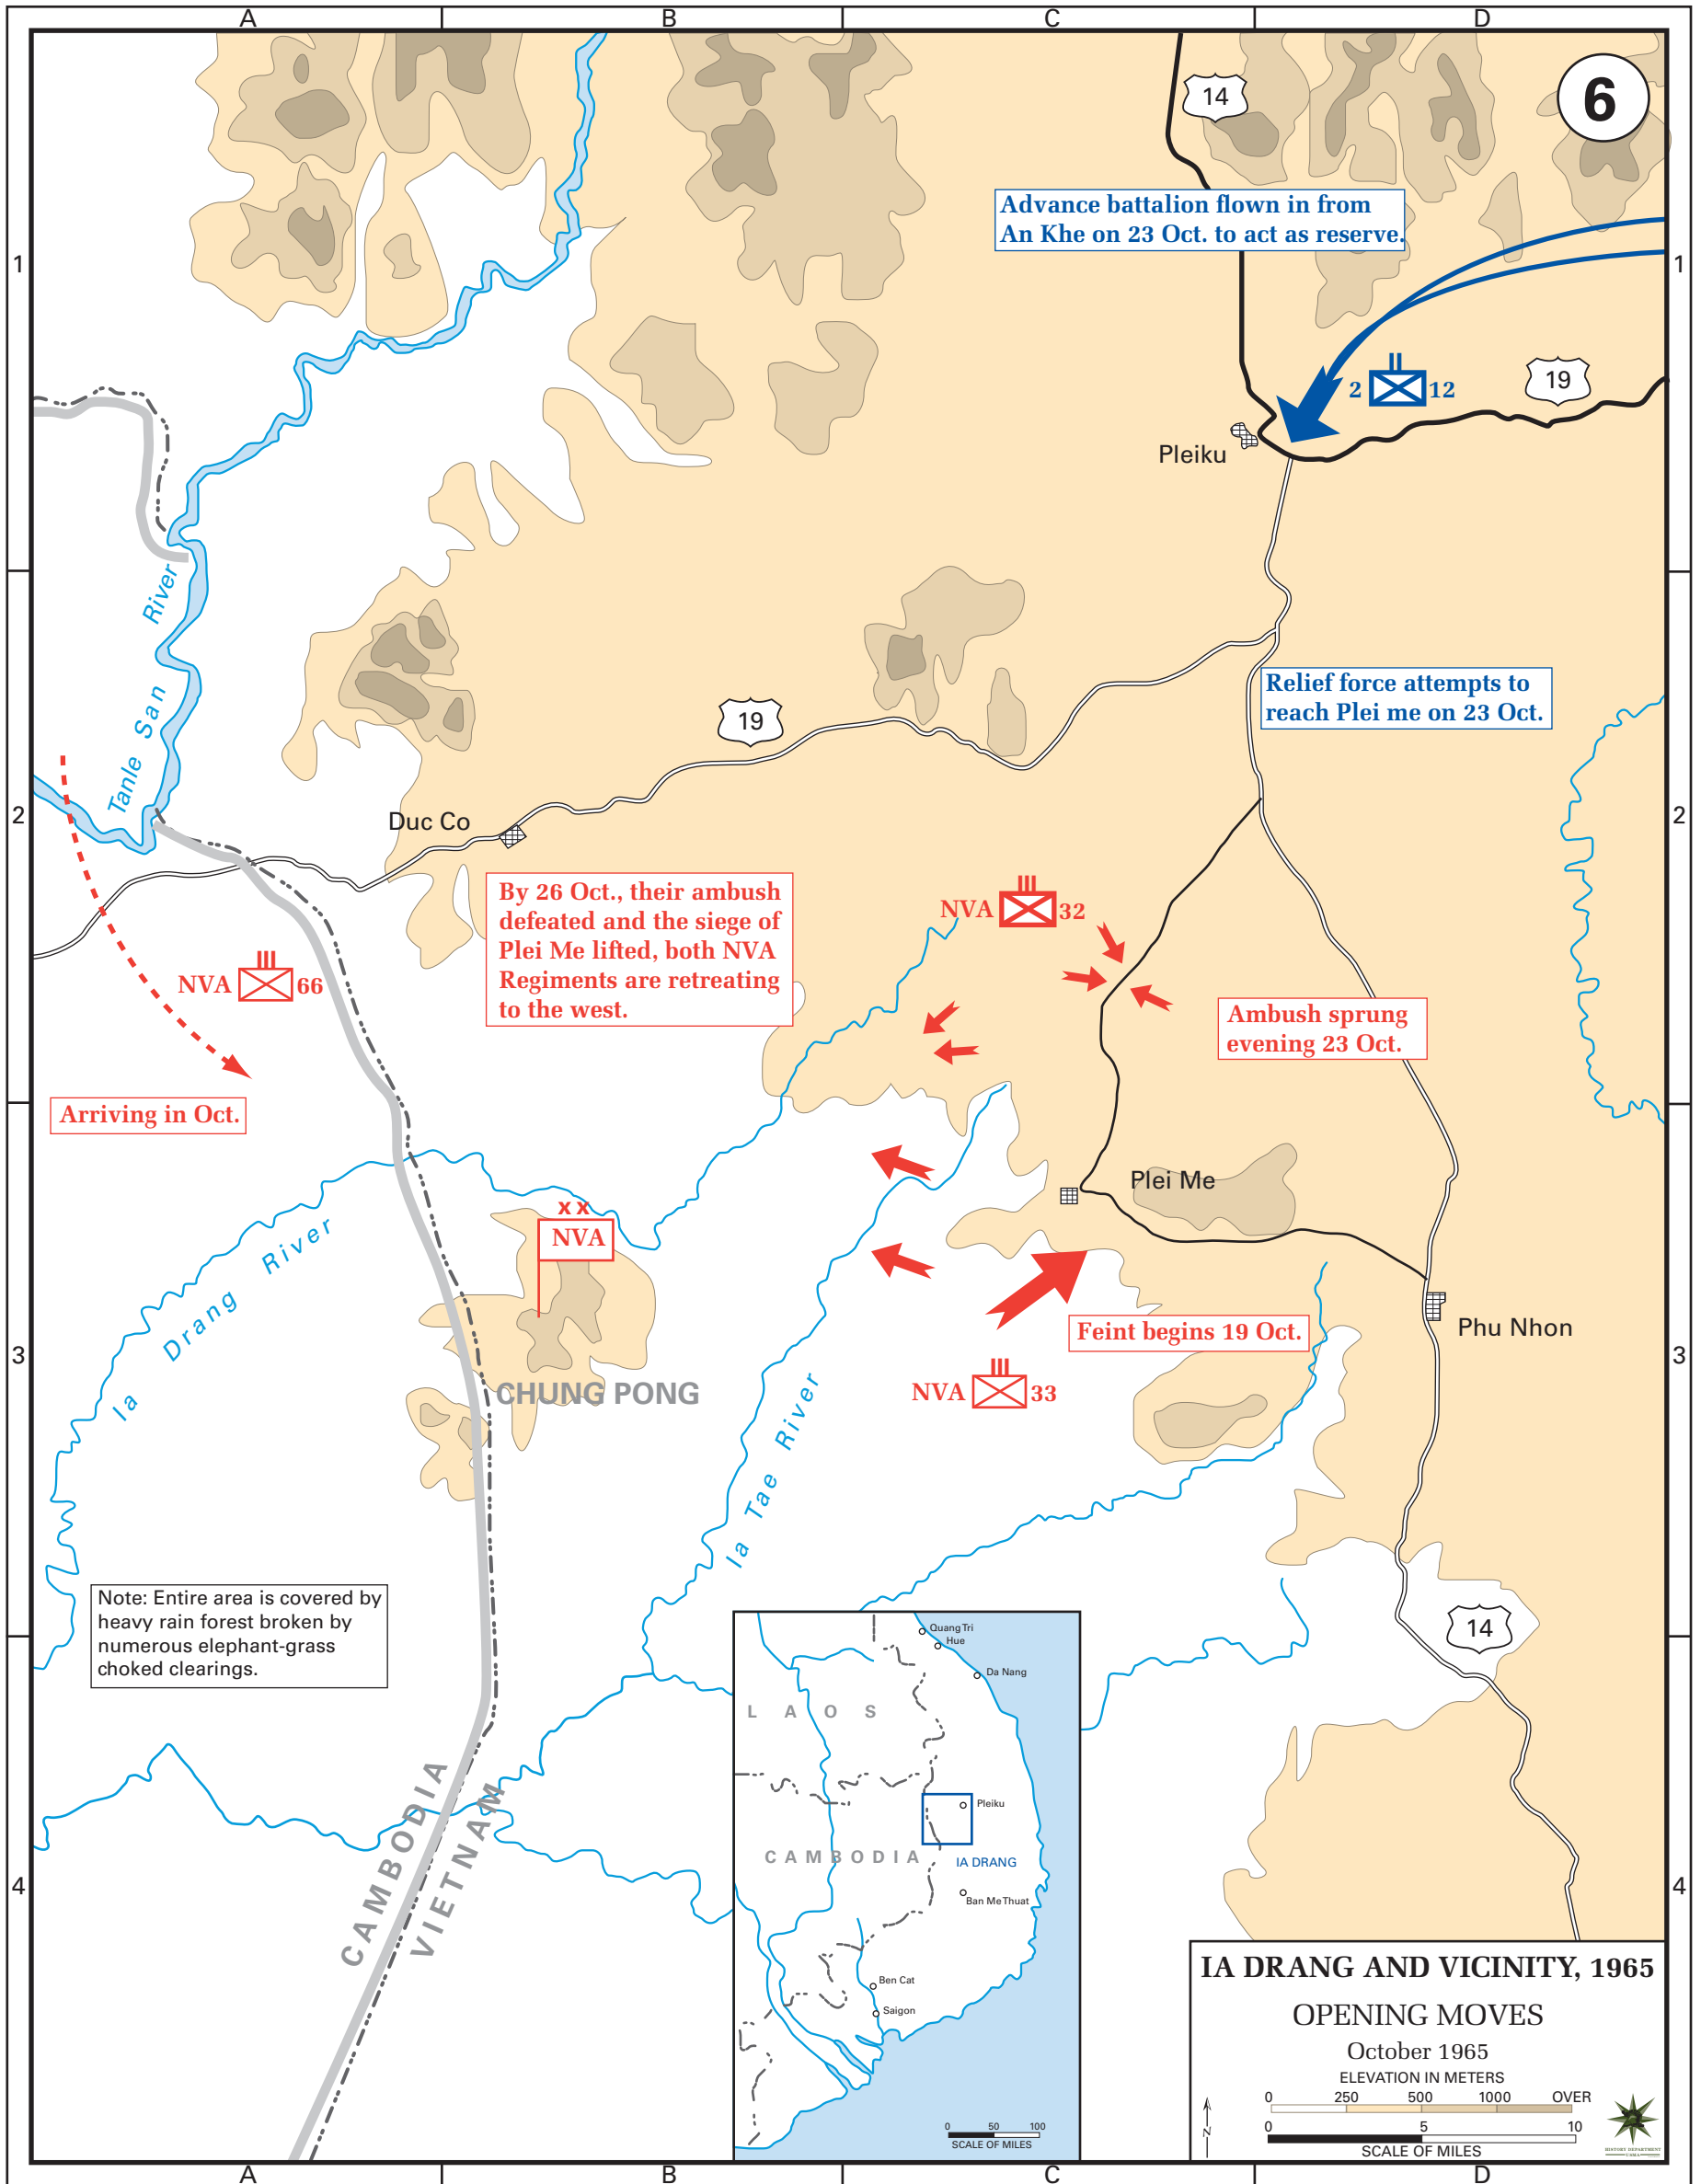 A
B
C
D
6
14
Advance battalion flown in from
An Khe on 23 Oct. to act as reserve.
1
1
2
12
19
Pleiku
Tanle San River
Relief force attempts to
reach Plei me on 23 Oct.
19
2
2
Duc Co
By 26 Oct., their ambush
defeated and the siege of
Plei Me lifted, both NVA
Regiments are retreating
to the west.
NVA
32
NVA
66
Ambush sprung
evening 23 Oct.
Arriving in Oct.
Plei Me
xx
NVA
Ia Drang River
Feint begins 19 Oct.
Phu Nhon
3
3
CHUNG PONG
NVA
33
Ia Tae River
Note: Entire area is covered by
heavy rain forest broken by
numerous elephant-grass
choked clearings.
14
Quang Tri
Hue
Da Nang
LAOS
Pleiku
CAMBODIA
IA DRANG
Ban Me Thuat
Ben Cat
Saigon
0 50 100
SCALE OF MILES
CAMBODIA
VIETNAM
4
4
IA DRANG AND VICINITY, 1965
OPENING MOVES
October 1965
ELEVATION IN METERS
0 250 500 1000 OVER
0 5 10
SCALE OF MILES
N
HISTORY DEPARTMENT
USMA
A
B
C
D